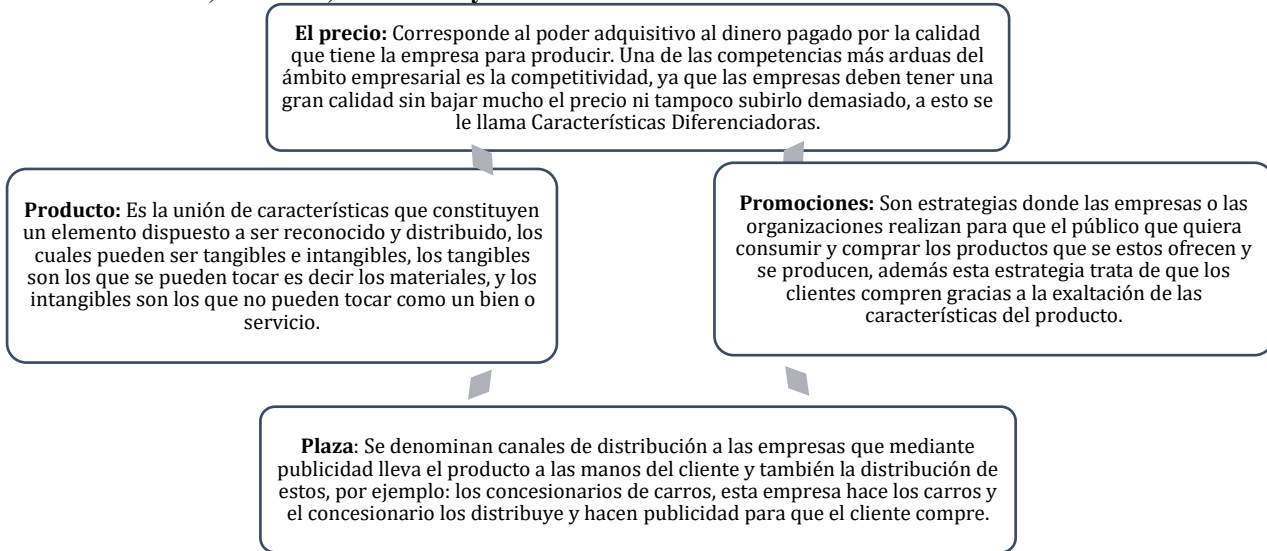 El precio: Corresponde al poder adquisitivo al dinero pagado por la calidad
que tiene la empresa para producir. Una de las competencias más arduas del
ámbito empresarial es la competitividad, ya que las empresas deben tener una
gran calidad sin bajar mucho el precio ni tampoco subirlo demasiado, a esto se
le llama Características Diferenciadoras.
Producto: Es la unión de características que constituyen
un elemento dispuesto a ser reconocido y distribuido, los
cuales pueden ser tangibles e intangibles, los tangibles
son los que se pueden tocar es decir los materiales, y los
intangibles son los que no pueden tocar como un bien o
servicio.
Promociones: Son estrategias donde las empresas o las
organizaciones realizan para que el público que quiera
consumir y comprar los productos que se estos ofrecen y
se producen, además esta estrategia trata de que los
clientes compren gracias a la exaltación de las
características del producto.
Plaza: Se denominan canales de distribución a las empresas que mediante
publicidad lleva el producto a las manos del cliente y también la distribución de
estos, por ejemplo: los concesionarios de carros, esta empresa hace los carros y
el concesionario los distribuye y hacen publicidad para que el cliente compre.